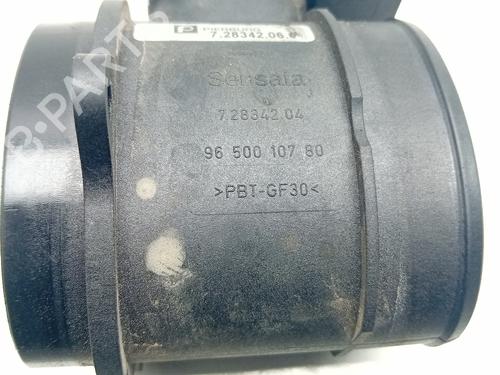 PIERBURG
7.28342.06.0
Sensata
7.28342 04
96 500 107 80
>PBT-GF30<
B-PARTS